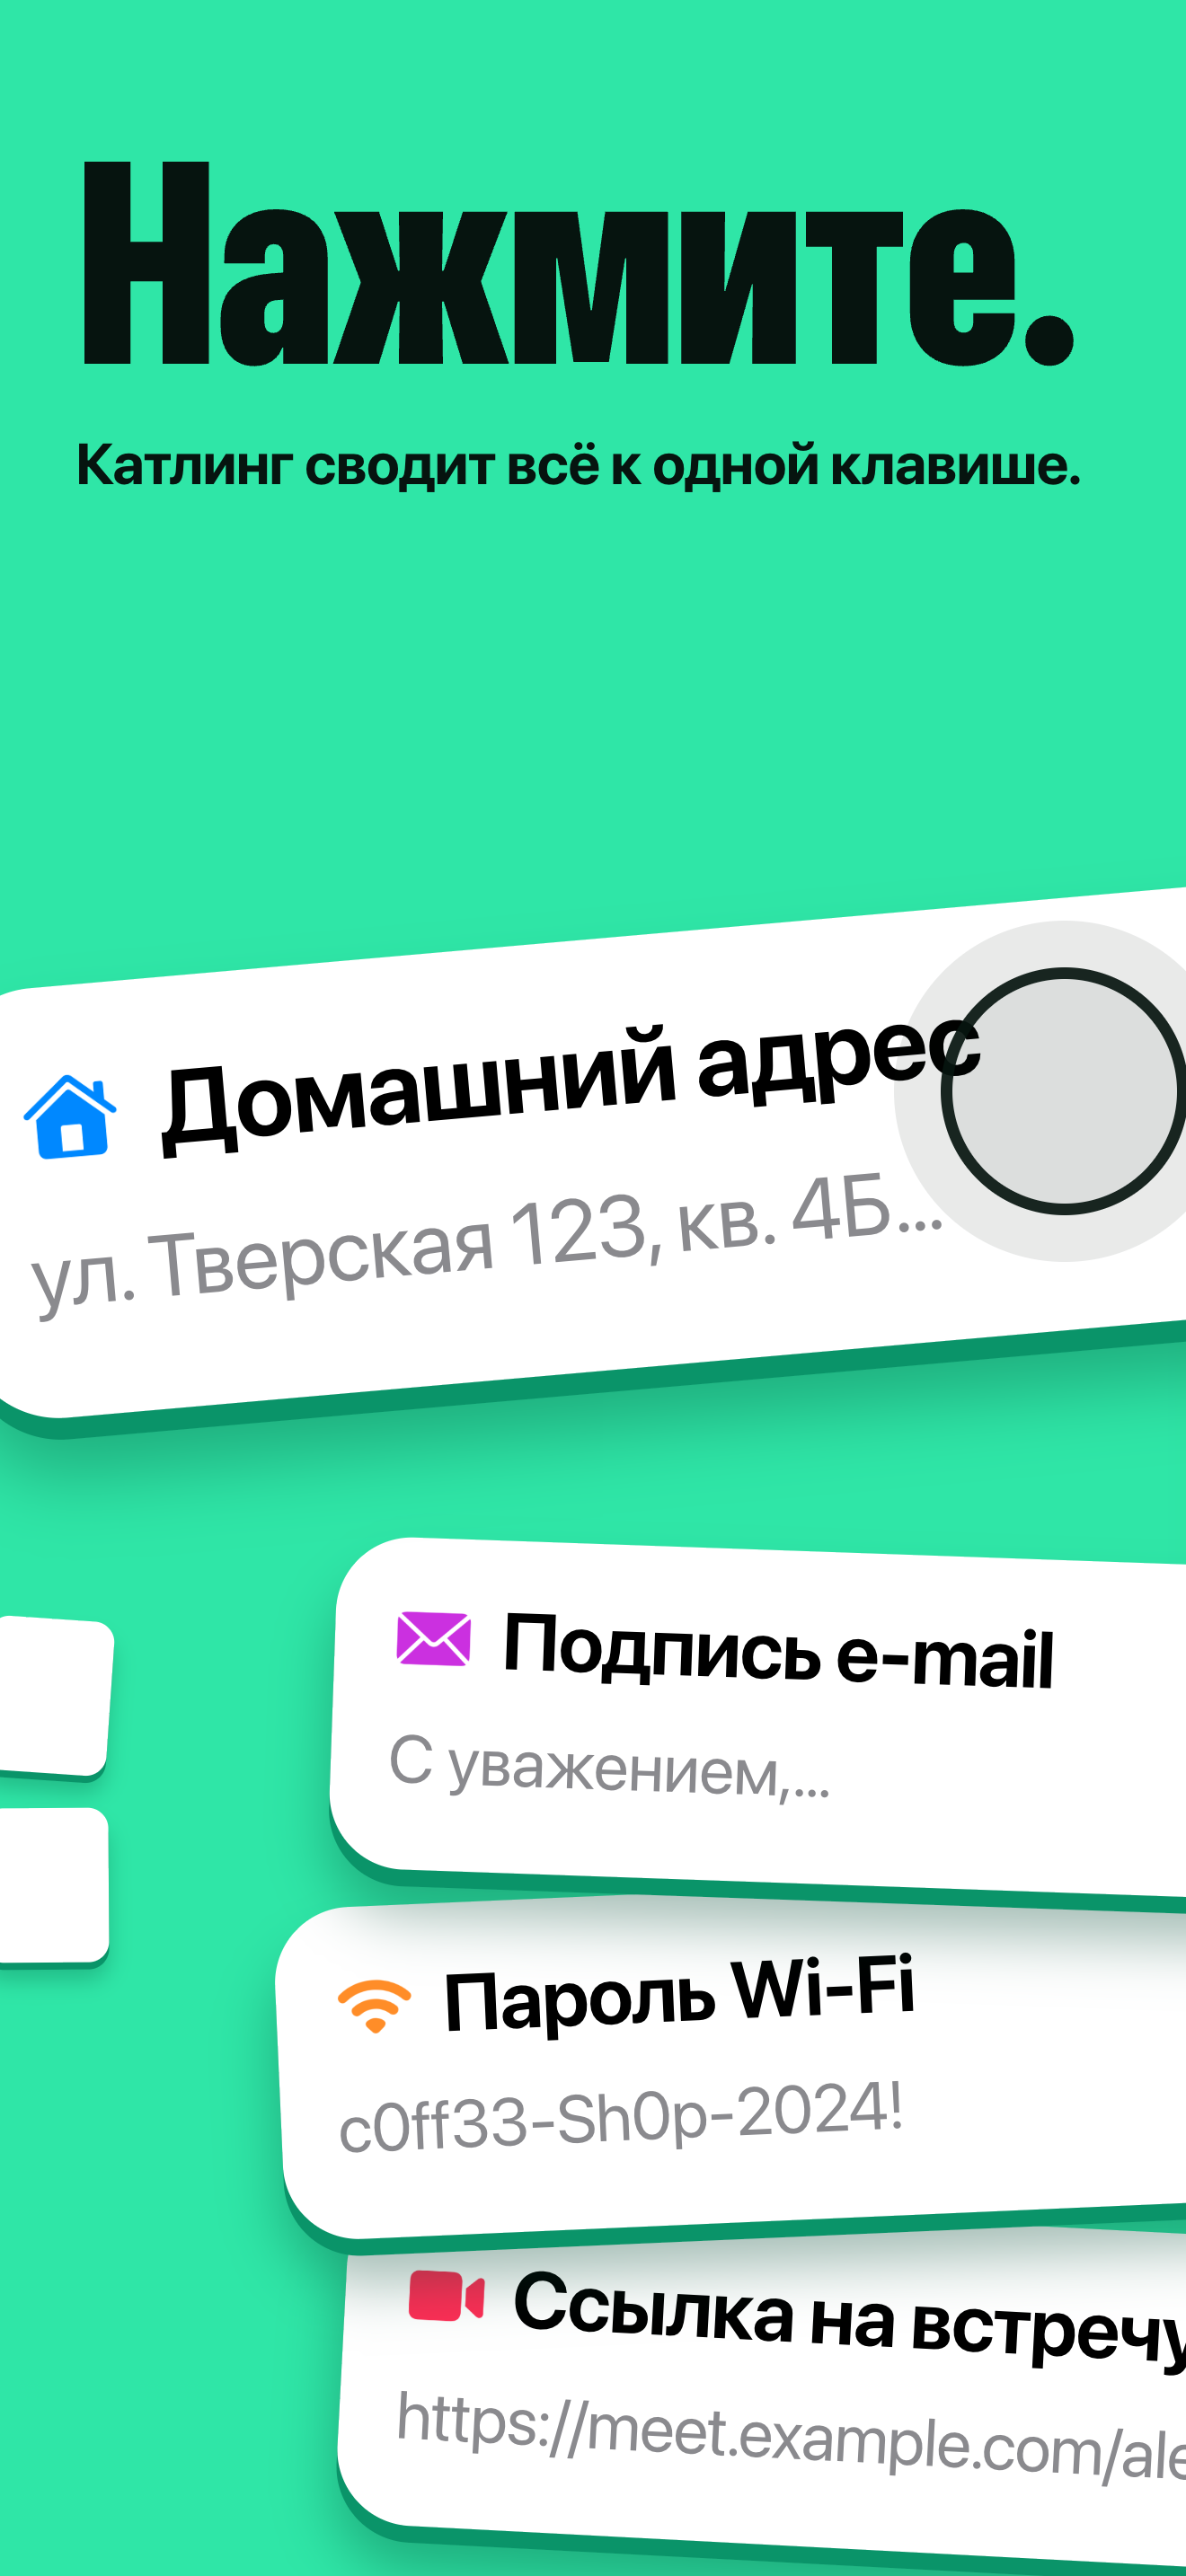 Нажмите.
Катлинг сводит всё к одной клавише.
Домашний адрес
ул. Тверская 123, кв. 4Б...
Подпись e-mail
С уважением,...
Пароль Wi-Fi
c0ff33-Sh0p-2024!
Ссылка на встречу
https://meet.example.com/ale